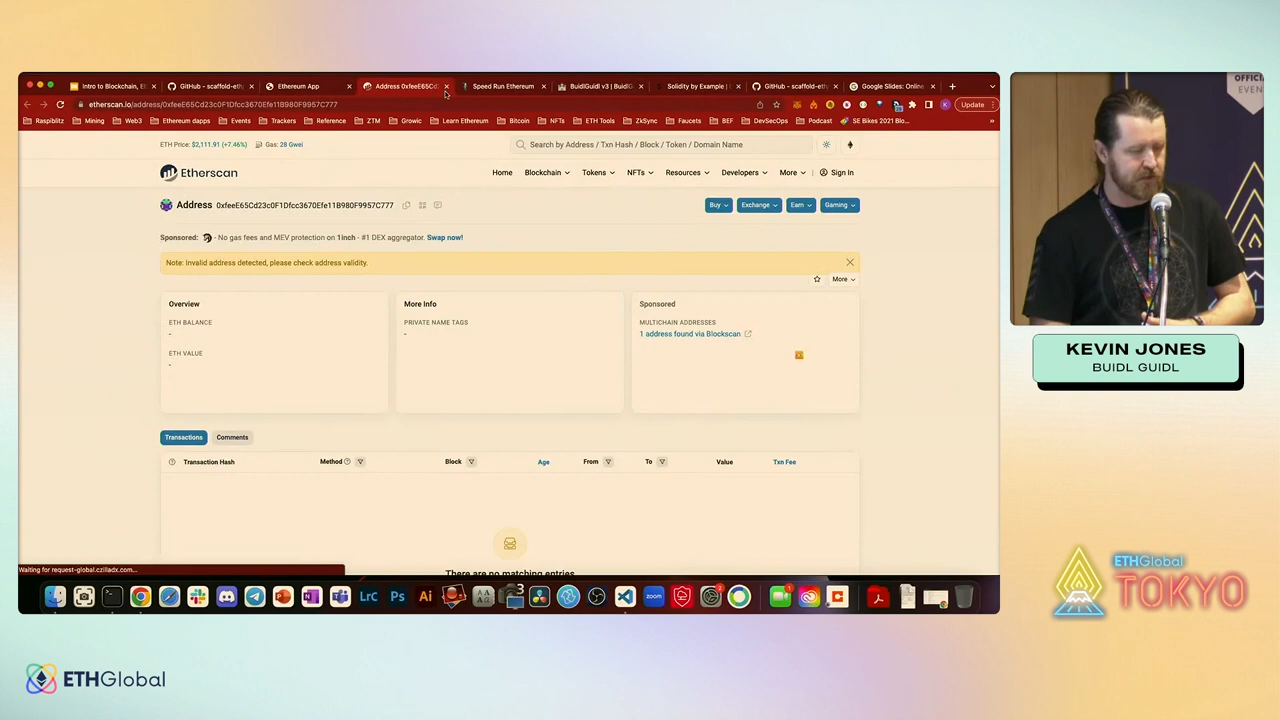 Intro to Blockchain, E
GitHub - scaffold-eth
Ethereum App
Address 0xfeeE65Cd
Speed Run Ethereum
BuidlGuidl v3 | BuidlG
Solidity by Example |
GitHub - scaffold-eth
Google Slides: Online
etherscan.io/address/0xfeeE65Cd23c0F1Dfcc3670Efe11B980F9957C777
Update
Raspiblitz
Mining
Web3
Ethereum dapps
Events
Trackers
Reference
ZTM
Growic
Learn Ethereum
Bitcoin
NFTs
ETH Tools
ZkSync
Faucets
BEF
DevSecOps
Podcast
SE Bikes 2021 Blo...
ETH Price: $2,111.91 (+7.46%)
Gas: 28 Gwei
Search by Address / Txn Hash / Block / Token / Domain Name
Etherscan
Home
Blockchain
Tokens
NFTs
Resources
Developers
More
Sign In
Address 0xfeeE65Cd23c0F1Dfcc3670Efe11B980F9957C777
Buy
Exchange
Earn
Gaming
Sponsored: - No gas fees and MEV protection on 1inch - #1 DEX aggregator. Swap now!
Note: Invalid address detected, please check address validity.
More
Overview
ETH BALANCE
-
ETH VALUE
-
More Info
PRIVATE NAME TAGS
-
Sponsored
MULTICHAIN ADDRESSES
1 address found via Blockscan
Transactions
Comments
Transaction Hash
Method
Block
Age
From
To
Value
Txn Fee
There are no matching entries
Waiting for request-global.czilladx.com...
LrC
Ps
Ai
zoom
OFFICI
EVEN
KEVIN JONES
BUIDL GUIDL
ETHGlobal
TOKYO
ETHGlobal